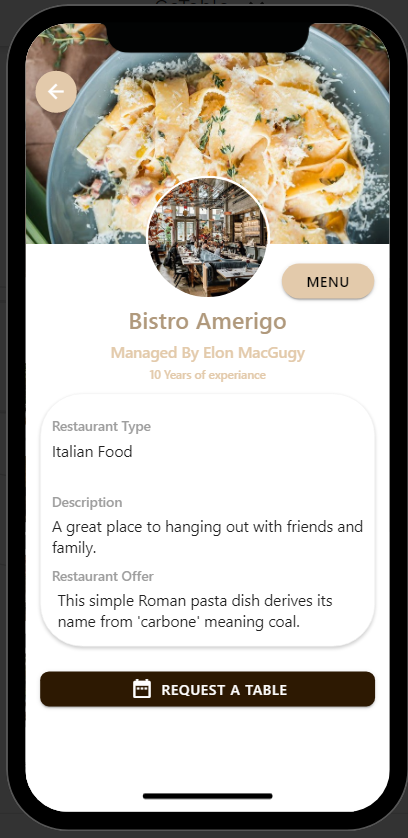 MENU
Bistro Amerigo
Managed By Elon MacGugy
10 Years of experiance
Restaurant Type
Italian Food
Description
A great place to hanging out with friends and
family.
Restaurant Offer
This simple Roman pasta dish derives its
name from 'carbone' meaning coal.
REQUEST A TABLE